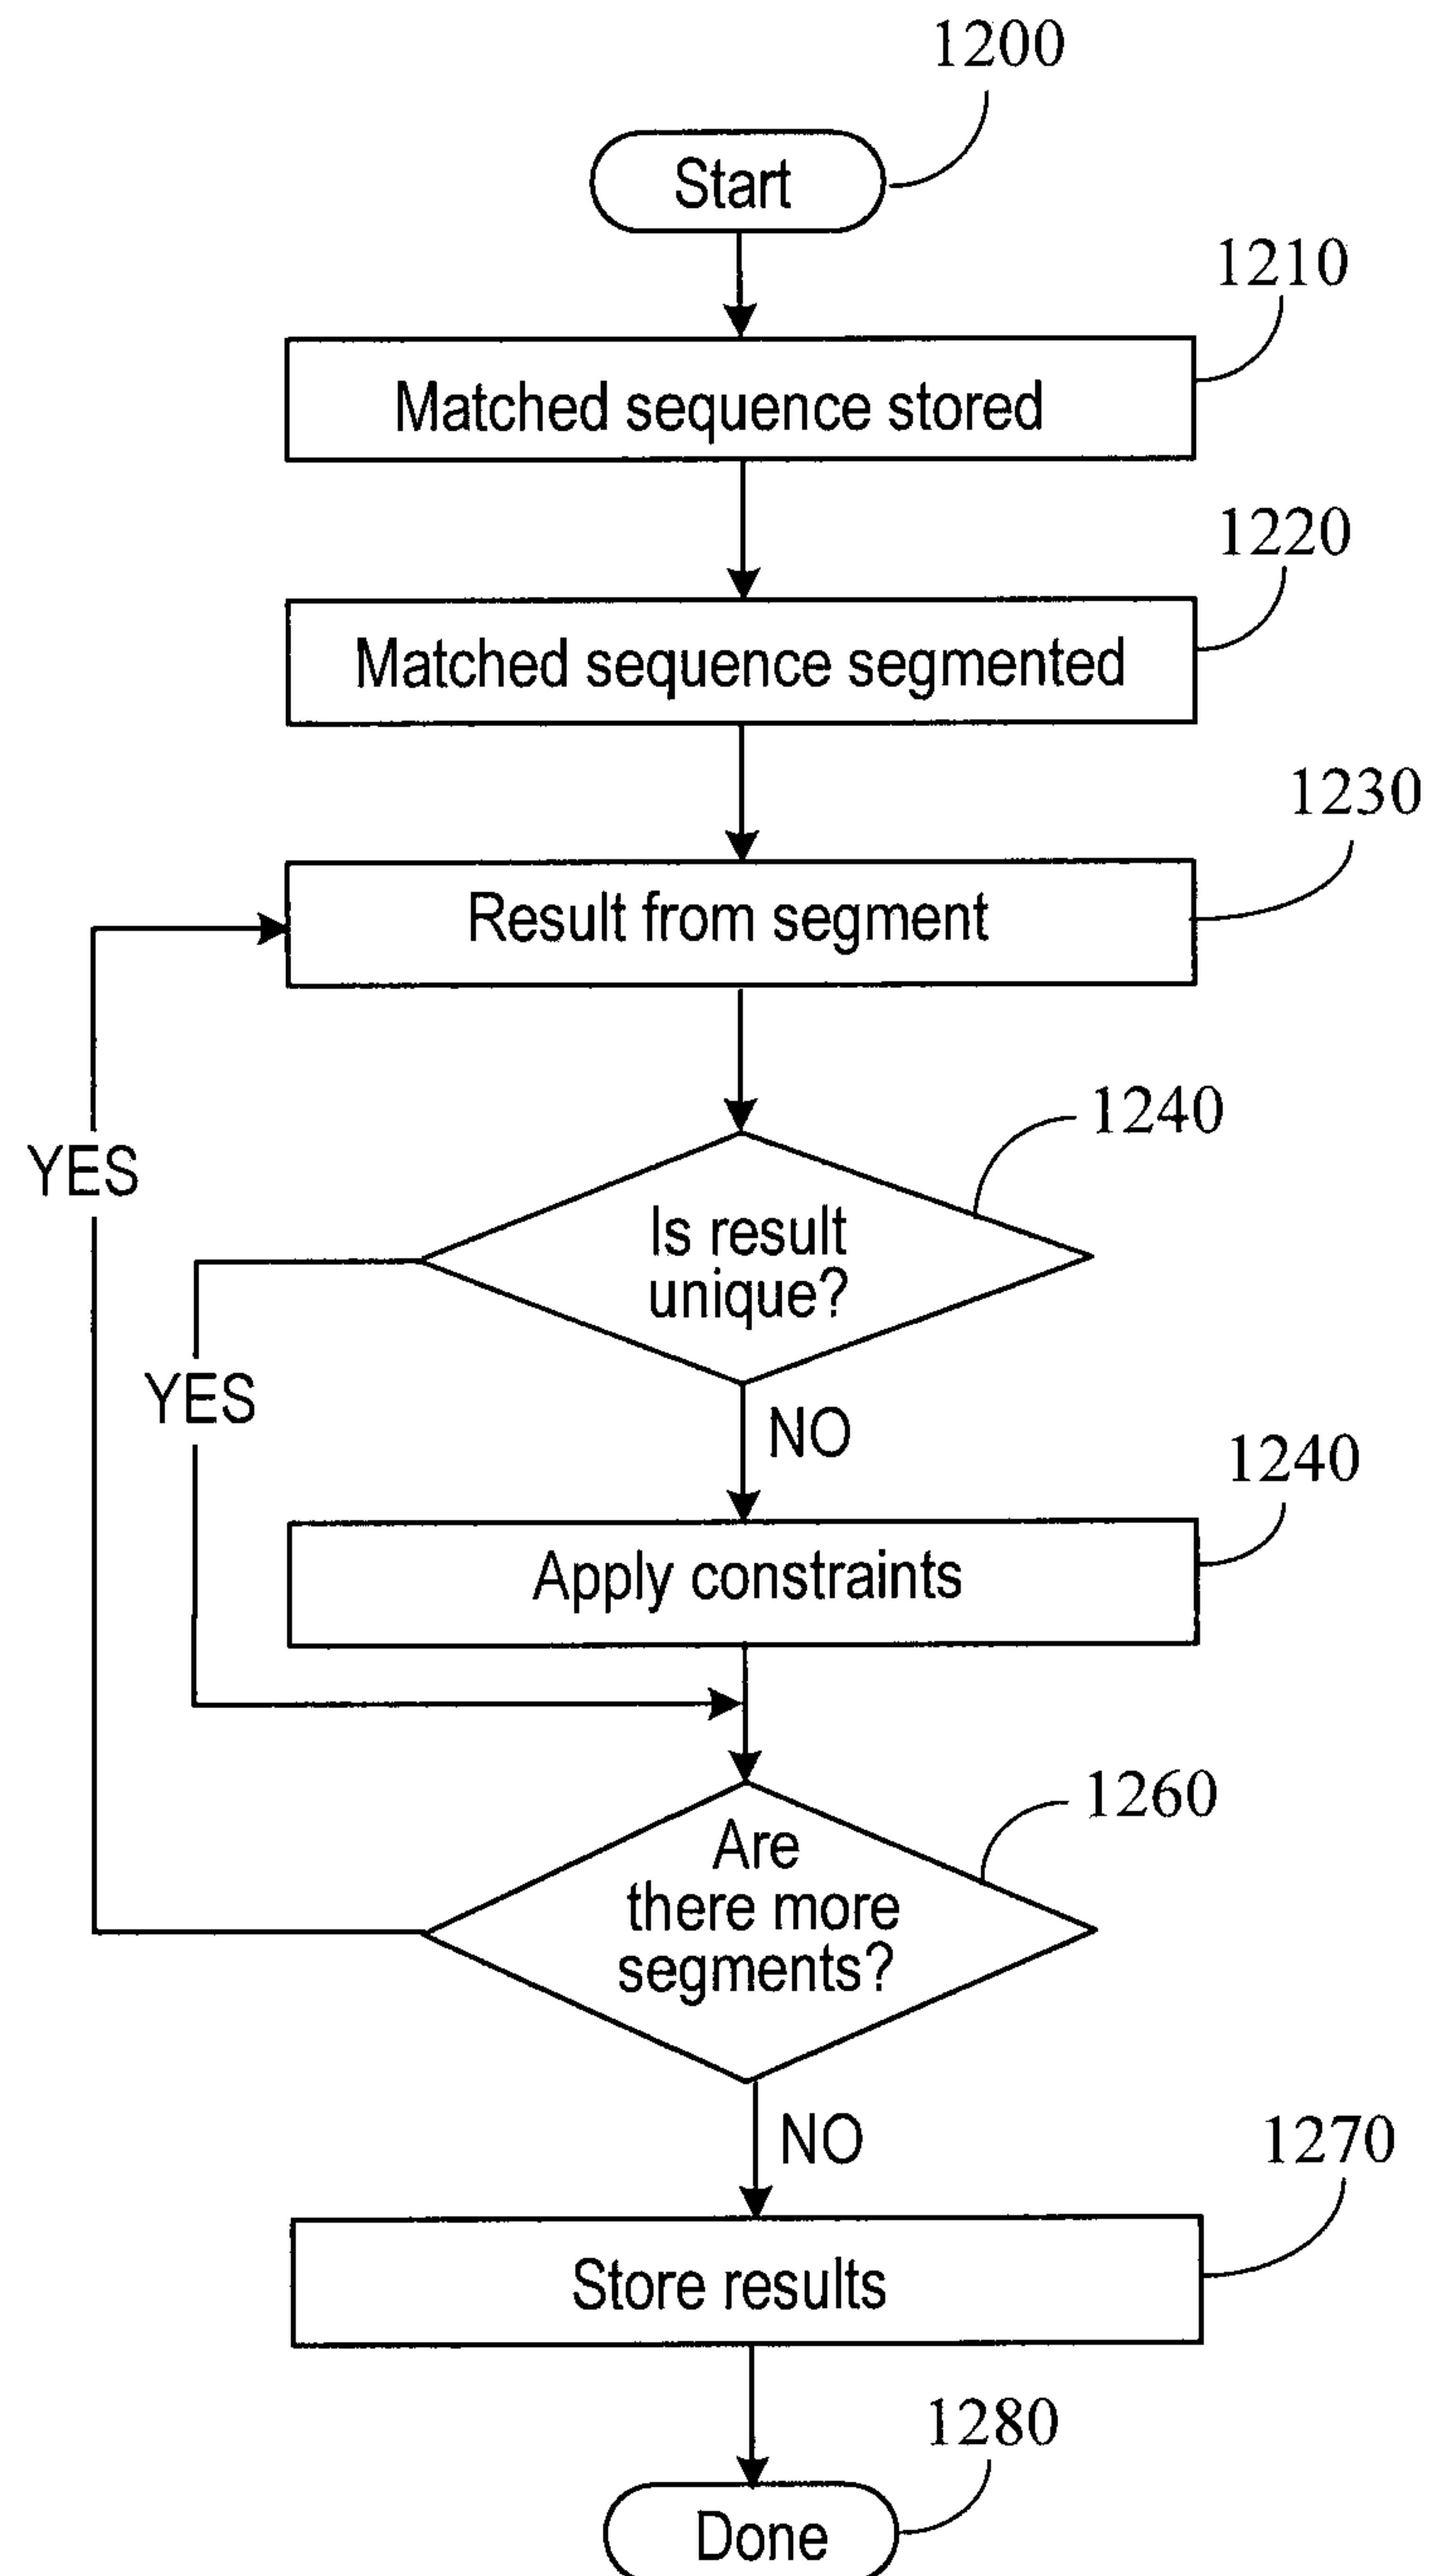 1200
Start
1210
Matched sequence stored
1220
Matched sequence segmented
1230
Result from segment
1240
YES
Is result
unique?
YES
NO
1240
Apply constraints
1260
Are
there more
segments?
NO
1270
Store results
1280
Done